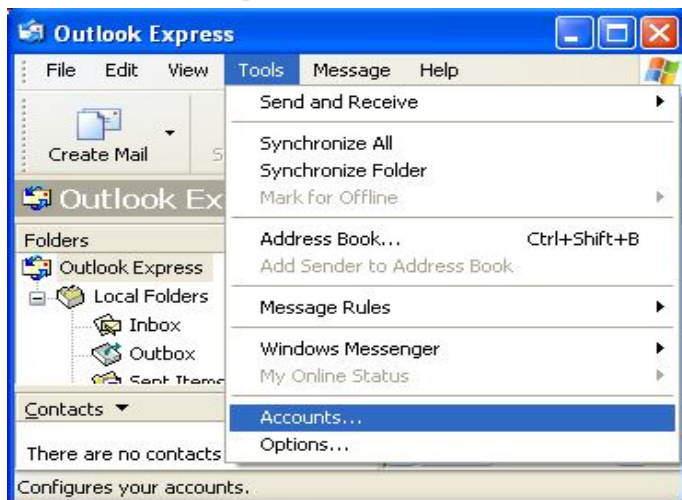 Outlook Express
File Edit View Tools Message Help
Create Mail
Outlook Ex
Folders
Outlook Express
Local Folders
Inbox
Outbox
Sent Items
Contacts
There are no contacts
Send and Receive
Synchronize All
Synchronize Folder
Mark for Offline
Address Book... Ctrl+Shift+B
Add Sender to Address Book
Message Rules
Windows Messenger
My Online Status
Accounts...
Options...
Configures your accounts.